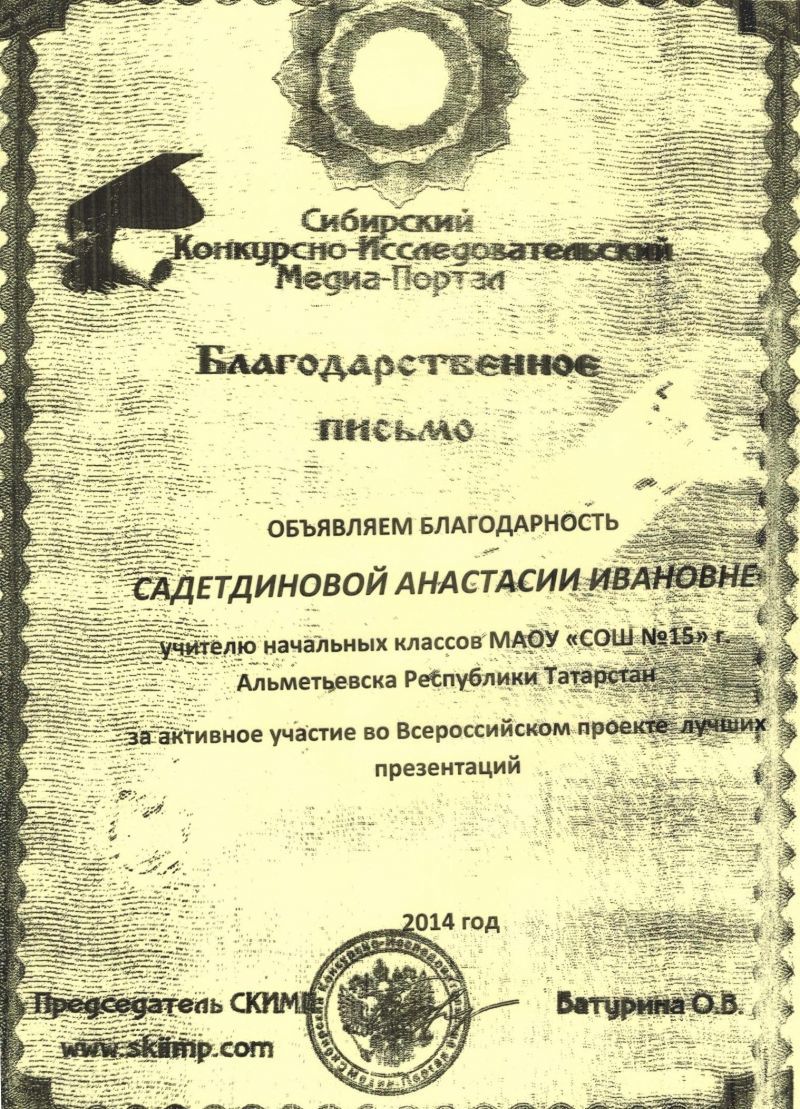 Сибирский
Конкурсно-Исследовательский
Медиа-Портал
Благодарственное
письмо
ОБЪЯВЛЯЕМ БЛАГОДАРНОСТЬ
САДЕТДИНОВОЙ АНАСТАСИИ ИВАНОВНЕ
учителю начальных классов МАОУ «СОШ №15» г.
Альметьевска Республики Татарстан
за активное участие во Всероссийском проекте лучших
презентаций
2014 год
Председатель СКИМП Батурина О.В.
www.skiimp.com